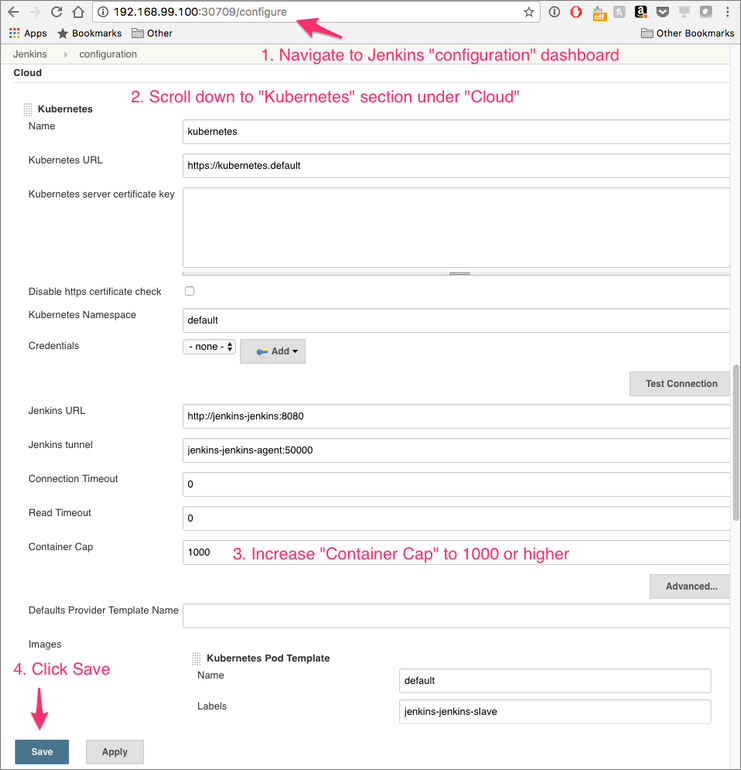 192.168.99.100:30709/configure
off
Apps Bookmarks Other Other Bookmarks
1. Navigate to Jenkins "configuration" dashboard
Jenkins configuration
Cloud
2. Scroll down to "Kubernetes" section under "Cloud"
Kubernetes
Name kubernetes
Kubernetes URL https://kubernetes.default
Kubernetes server certificate key
Disable https certificate check
Kubernetes Namespace default
Credentials - none - Add
Test Connection
Jenkins URL http://jenkins-jenkins:8080
Jenkins tunnel jenkins-jenkins-agent:50000
Connection Timeout 0
Read Timeout 0
Container Cap 1000 3. Increase "Container Cap" to 1000 or higher
Advanced...
Defaults Provider Template Name
Images
Kubernetes Pod Template
4. Click Save
Name default
Labels jenkins-jenkins-slave
Save Apply